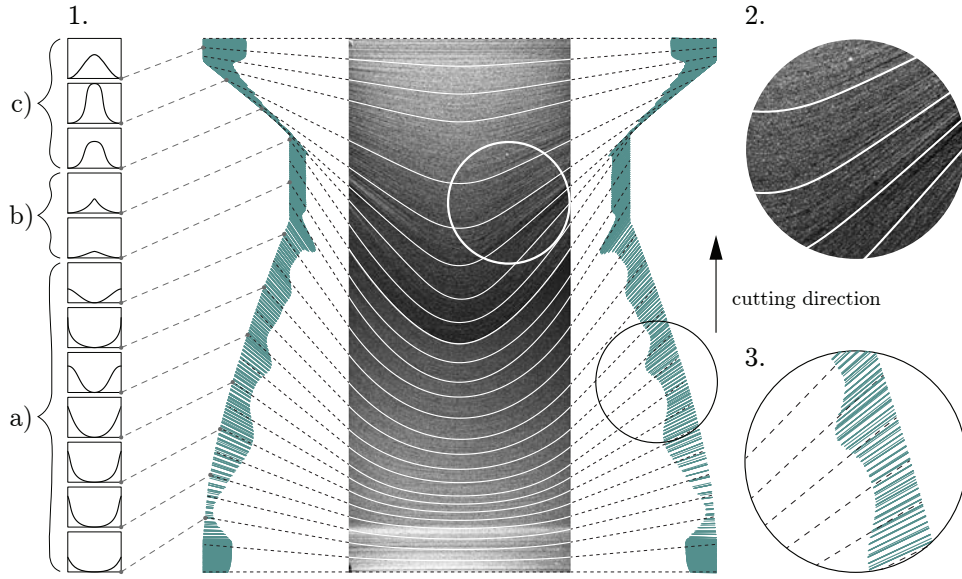 1.
2.
c)
b)
cutting direction
3.
a)